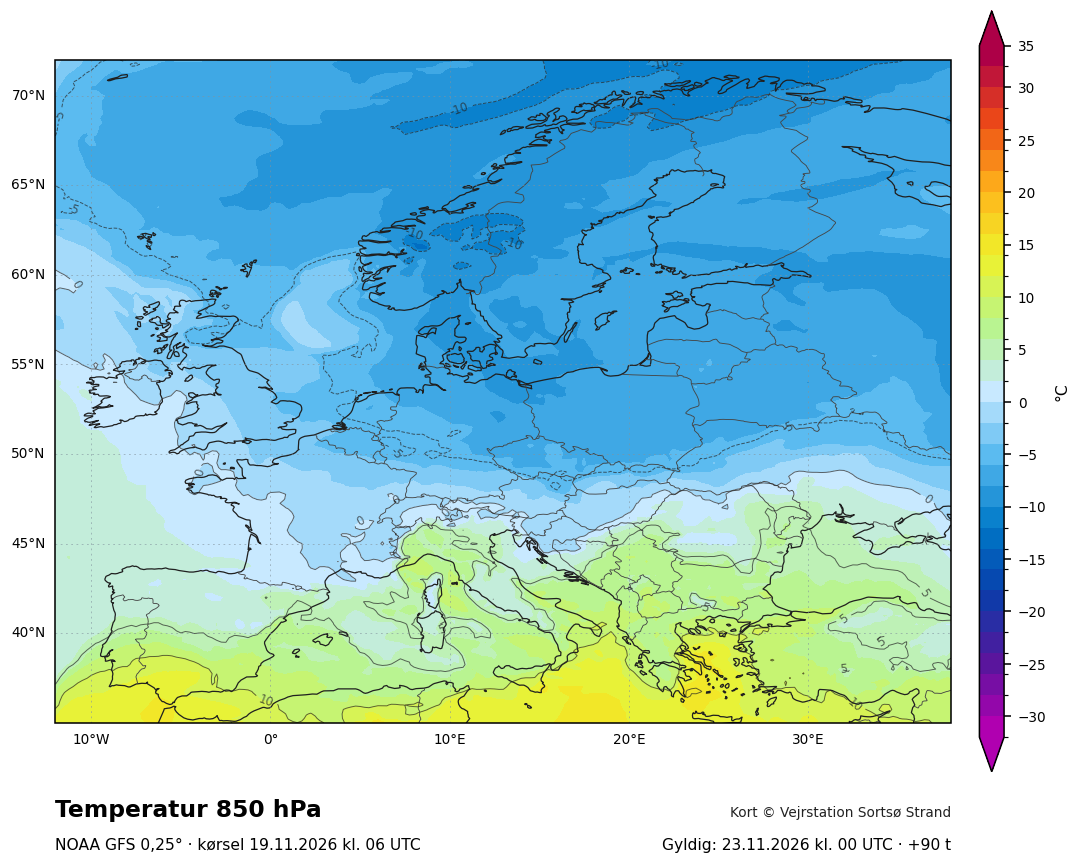 70°N
65°N
60°N
55°N
50°N
45°N
40°N
10°W
0°
10°E
20°E
30°E
35
30
25
20
15
10
5
0
−5
−10
−15
−20
−25
−30
°C
Temperatur 850 hPa
Kort © Vejrstation Sortsø Strand
NOAA GFS 0,25° · kørsel 19.11.2026 kl. 06 UTC
Gyldig: 23.11.2026 kl. 00 UTC · +90 t